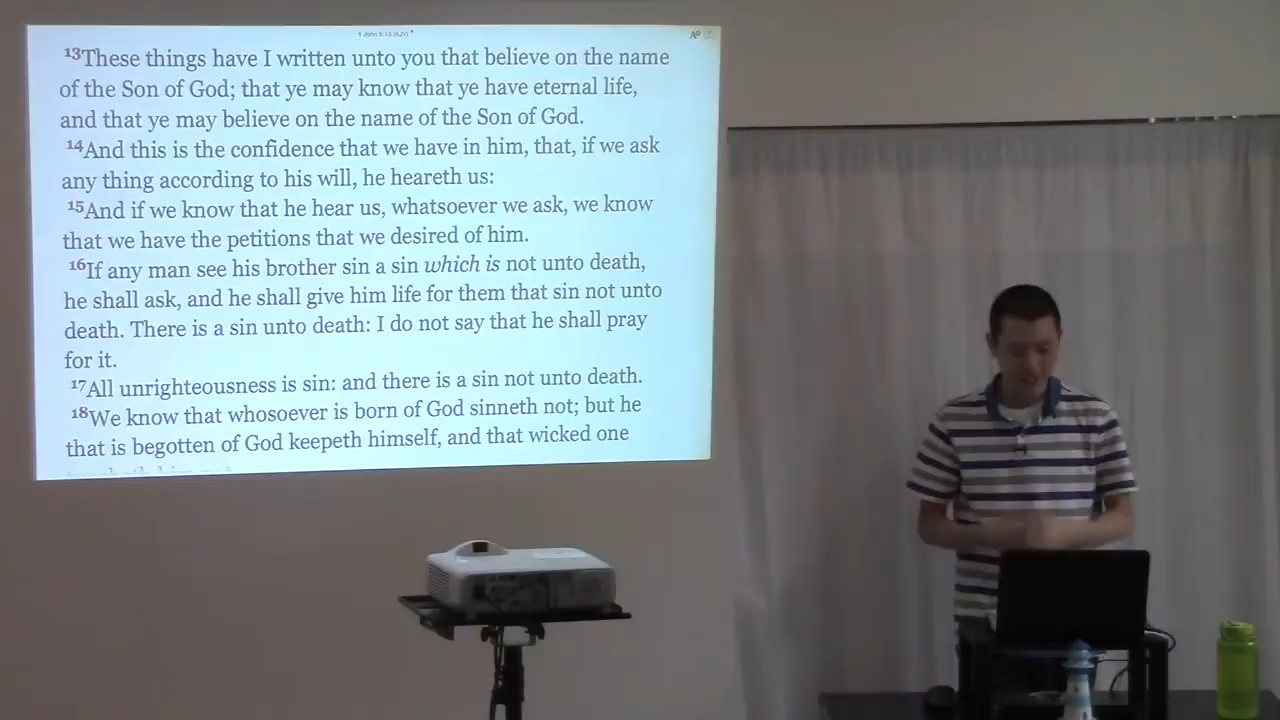 1 John 5:13 (KJV)
13These things have I written unto you that believe on the name
of the Son of God; that ye may know that ye have eternal life,
and that ye may believe on the name of the Son of God.
14And this is the confidence that we have in him, that, if we ask
any thing according to his will, he heareth us:
15And if we know that he hear us, whatsoever we ask, we know
that we have the petitions that we desired of him.
16If any man see his brother sin a sin which is not unto death,
he shall ask, and he shall give him life for them that sin not unto
death. There is a sin unto death: I do not say that he shall pray
for it.
17All unrighteousness is sin: and there is a sin not unto death.
18We know that whosoever is born of God sinneth not; but he
that is begotten of God keepeth himself, and that wicked one